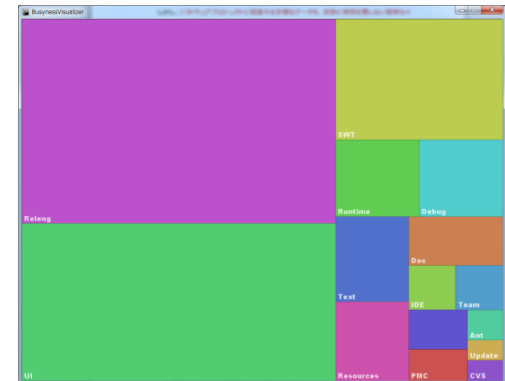 BusynessVisualizer
SWT
Releng
Runtime
Debug
Doc
Text
IDE
Team
Ant
Update
UI
Resources
PMC
CVS